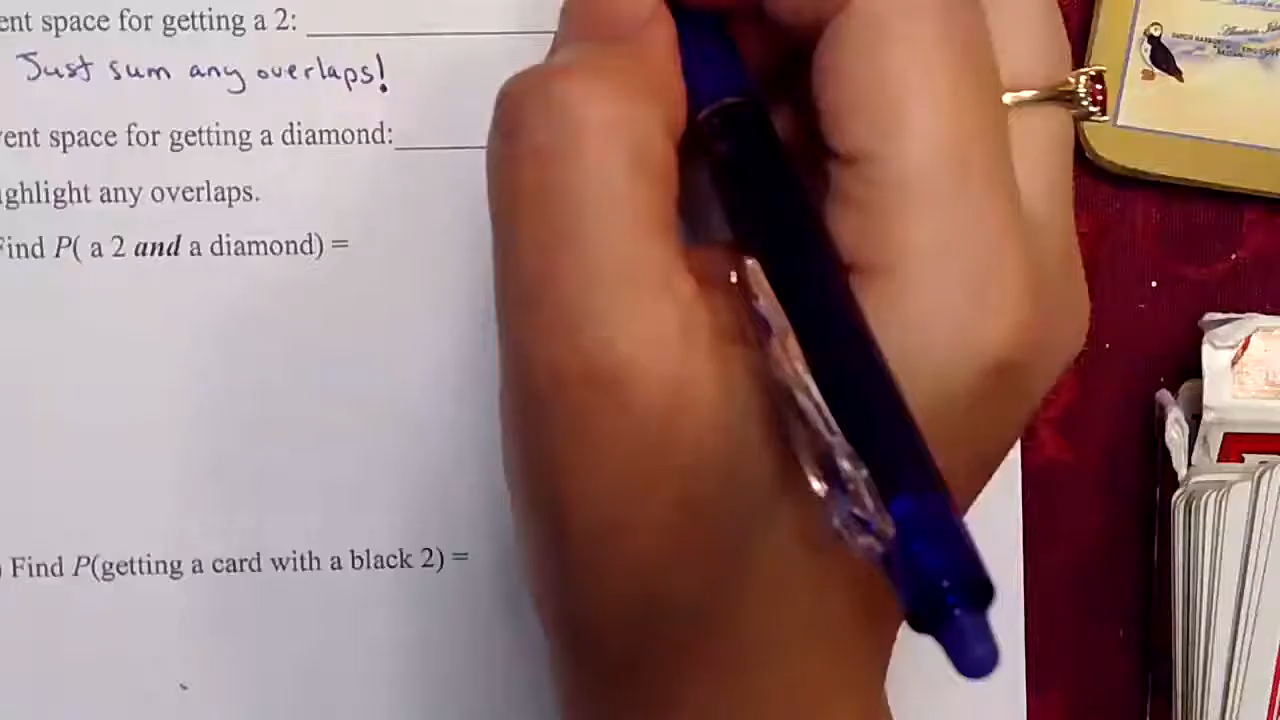 ent space for getting a 2:
Just sum any overlaps!
ent space for getting a diamond:
ghlight any overlaps.
Find P( a 2 and a diamond) =
Find P(getting a card with a black 2) =